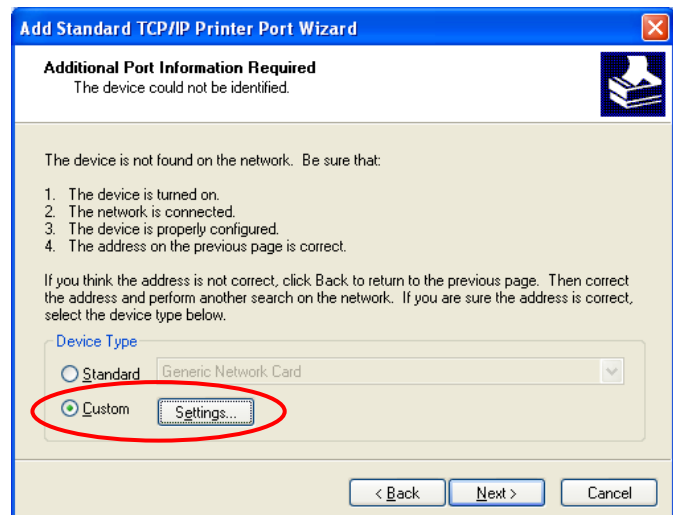 Add Standard TCP/IP Printer Port Wizard
Additional Port Information Required
The device could not be identified.
The device is not found on the network. Be sure that:
1. The device is turned on.
2. The network is connected.
3. The device is properly configured.
4. The address on the previous page is correct.
If you think the address is not correct, click Back to return to the previous page. Then correct
the address and perform another search on the network. If you are sure the address is correct,
select the device type below.
Device Type
Standard Generic Network Card
Custom Settings...
< Back Next > Cancel